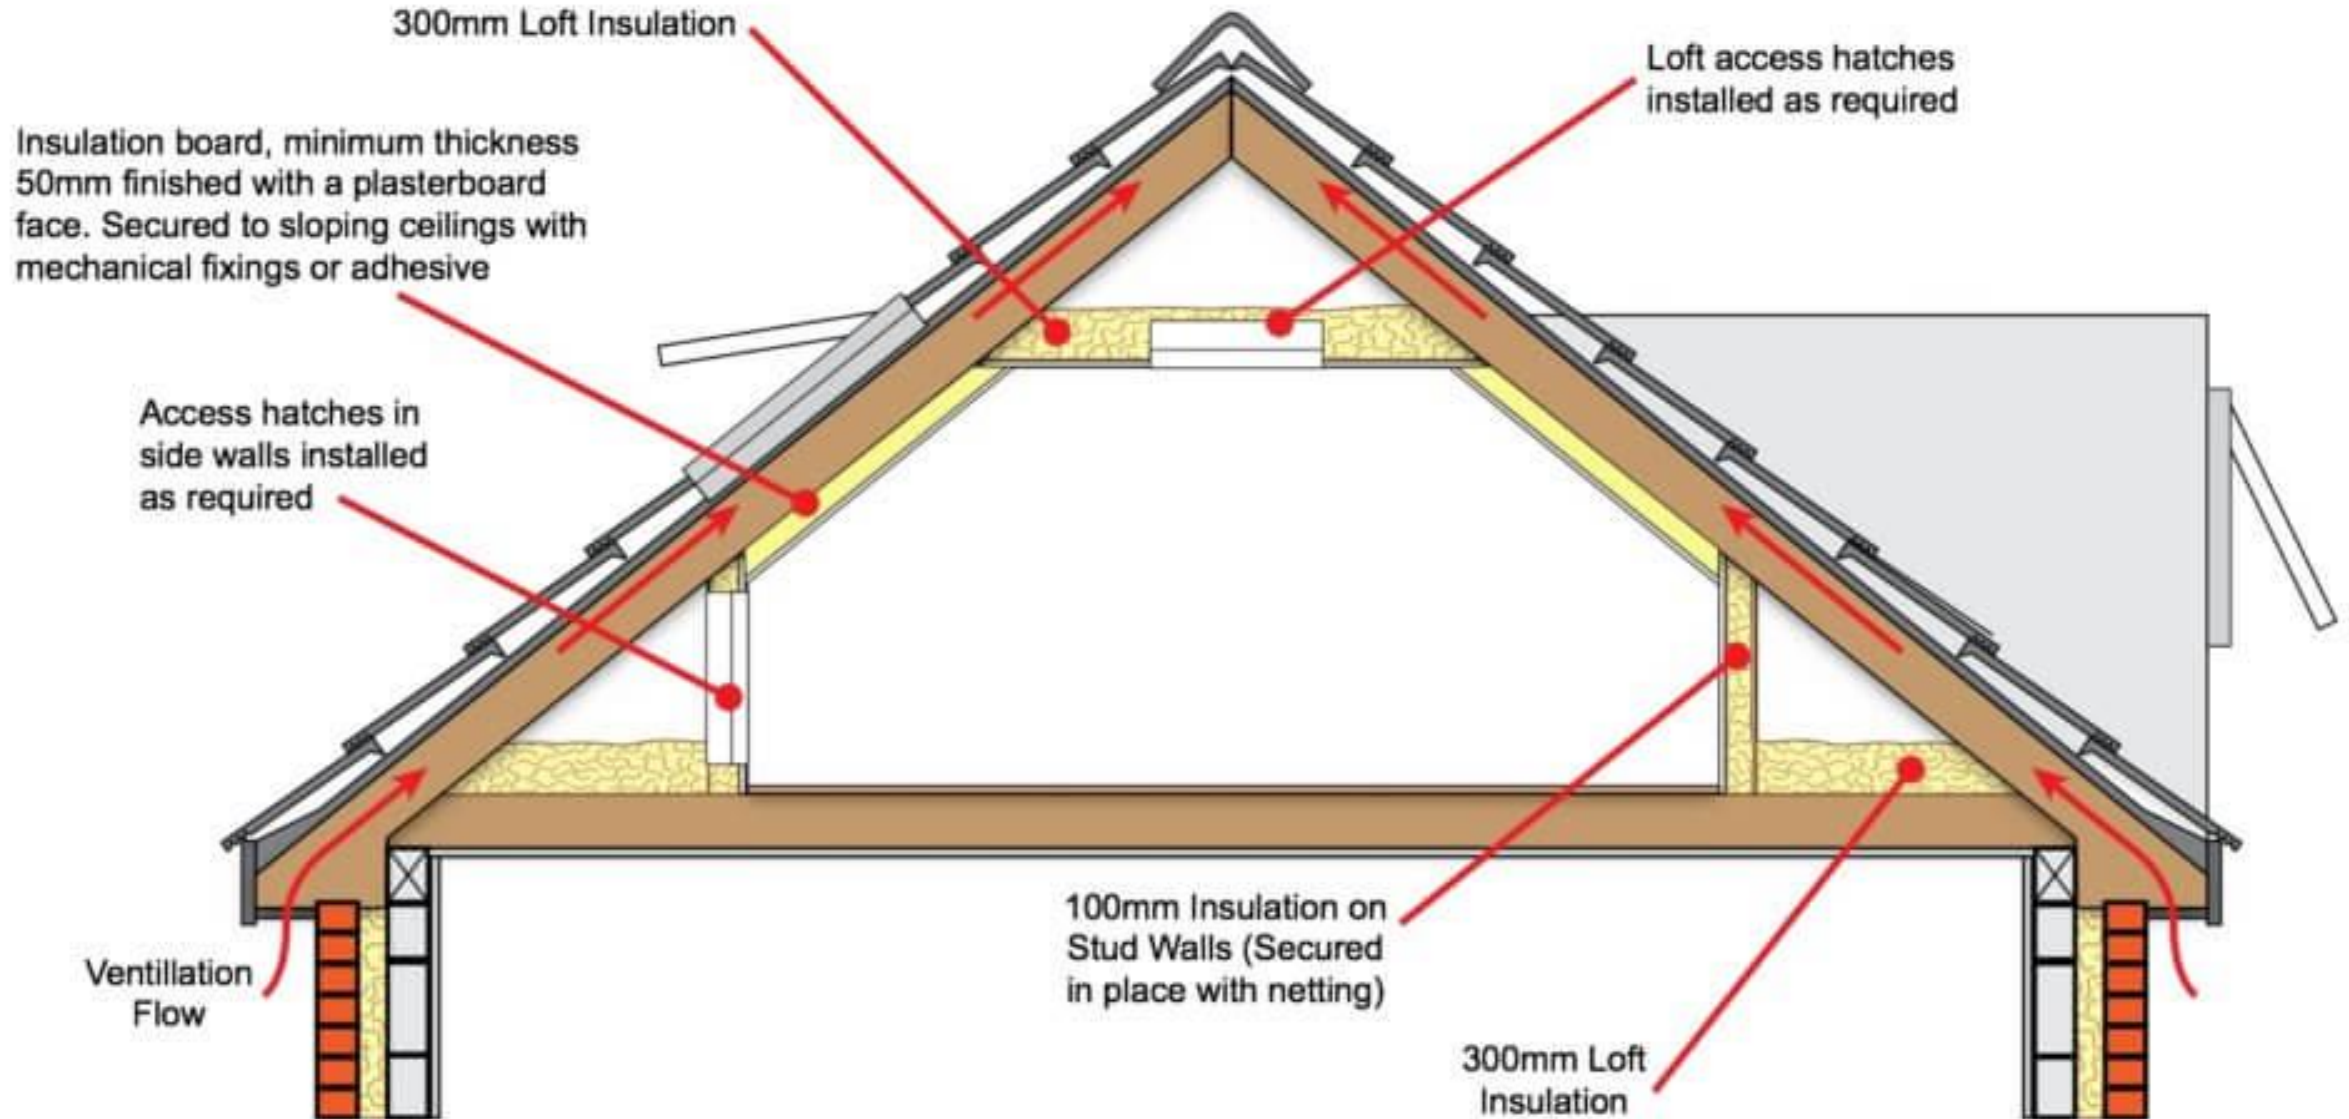 300mm Loft Insulation
Loft access hatches
installed as required
Insulation board, minimum thickness
50mm finished with a plasterboard
face. Secured to sloping ceilings with
mechanical fixings or adhesive
Access hatches in
side walls installed
as required
Ventillation
Flow
100mm Insulation on
Stud Walls (Secured
in place with netting)
300mm Loft
Insulation